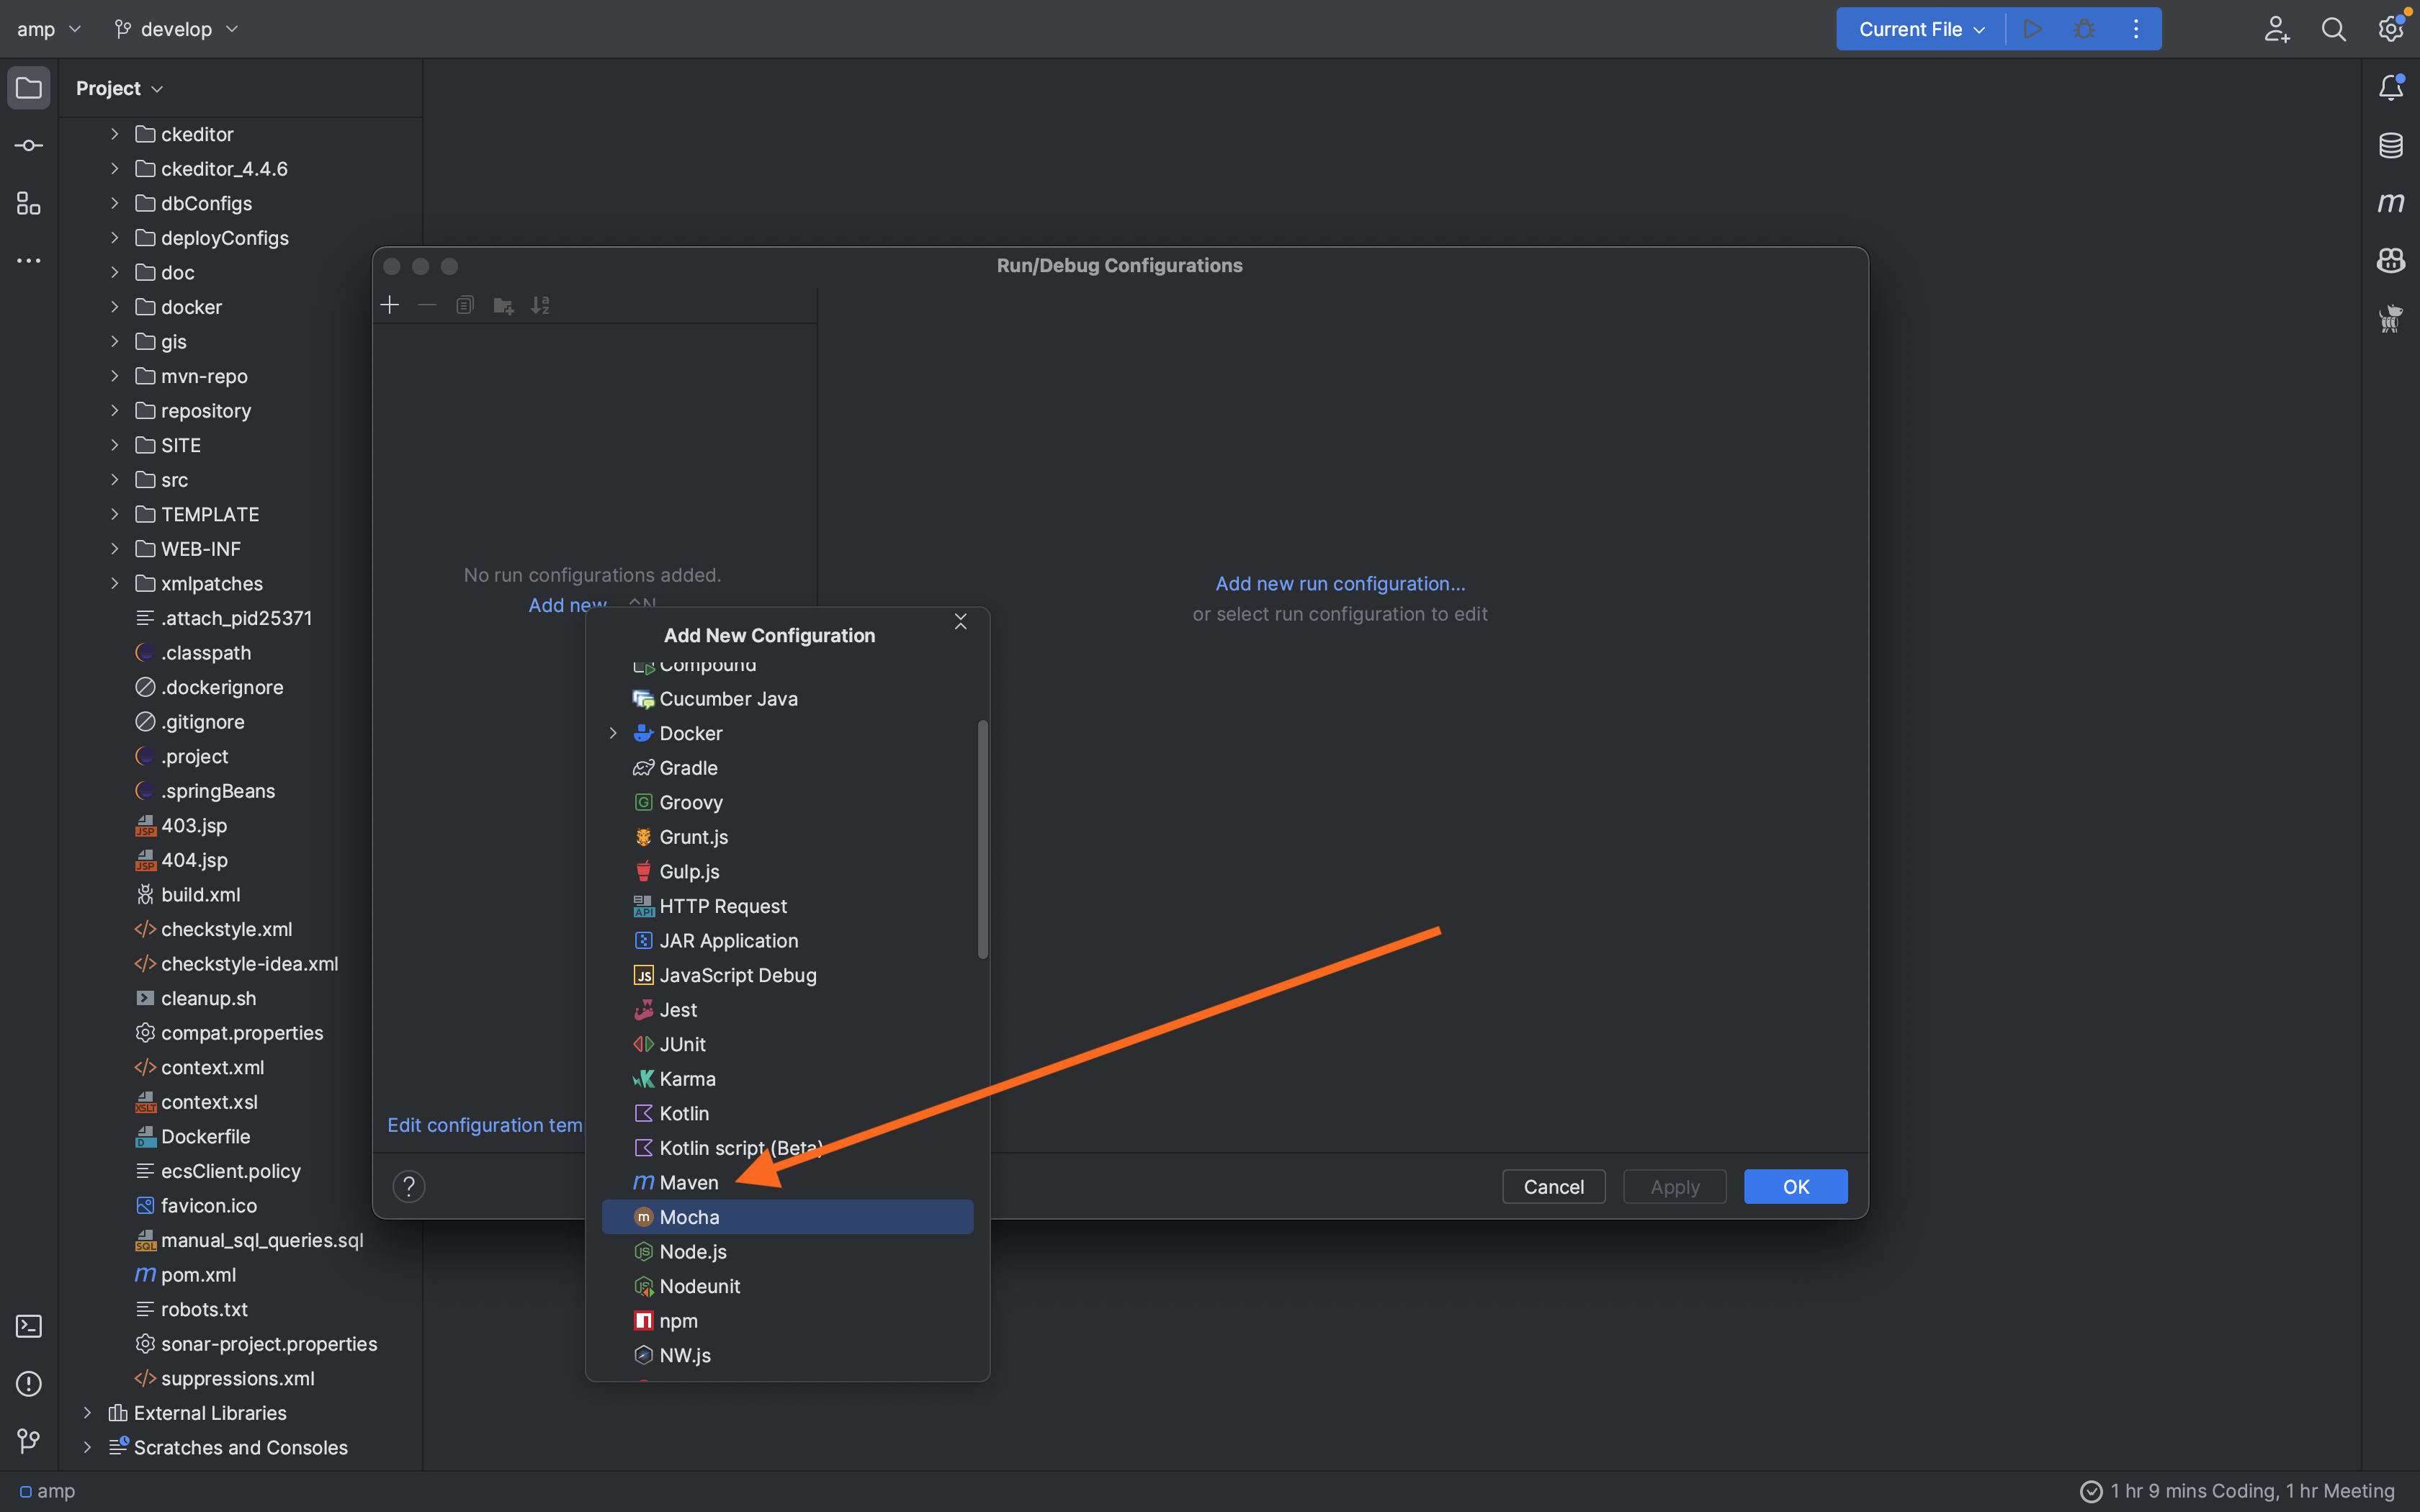 amp
develop
Current File
Project
ckeditor
ckeditor_4.4.6
dbConfigs
deployConfigs
doc
docker
gis
mvn-repo
repository
SITE
src
TEMPLATE
WEB-INF
xmlpatches
.attach_pid25371
.classpath
.dockerignore
.gitignore
.project
.springBeans
403.jsp
404.jsp
build.xml
checkstyle.xml
checkstyle-idea.xml
cleanup.sh
compat.properties
context.xml
context.xsl
Dockerfile
ecsClient.policy
favicon.ico
manual_sql_queries.sql
pom.xml
robots.txt
sonar-project.properties
suppressions.xml
External Libraries
Scratches and Consoles
Run/Debug Configurations
No run configurations added.
Add new... ^N
Add new run configuration...
or select run configuration to edit
Edit configuration tem
Add New Configuration
Compound
Cucumber Java
Docker
Gradle
Groovy
Grunt.js
Gulp.js
HTTP Request
JAR Application
JavaScript Debug
Jest
JUnit
Karma
Kotlin
Kotlin script (Beta)
Maven
Mocha
Node.js
Nodeunit
npm
NW.js
?
Cancel
Apply
OK
amp
1 hr 9 mins Coding, 1 hr Meeting